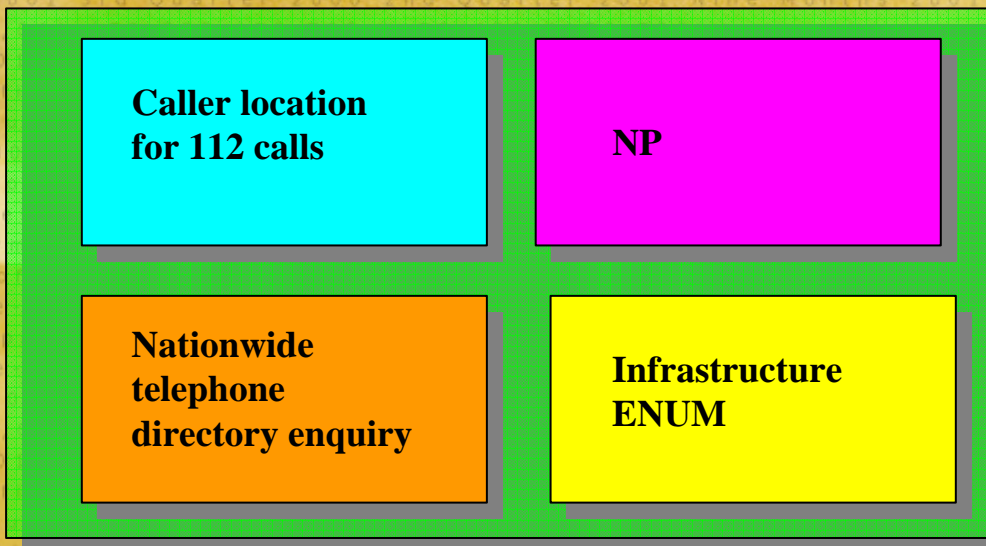 Caller location
for 112 calls
NP
Nationwide
telephone
directory enquiry
Infrastructure
ENUM